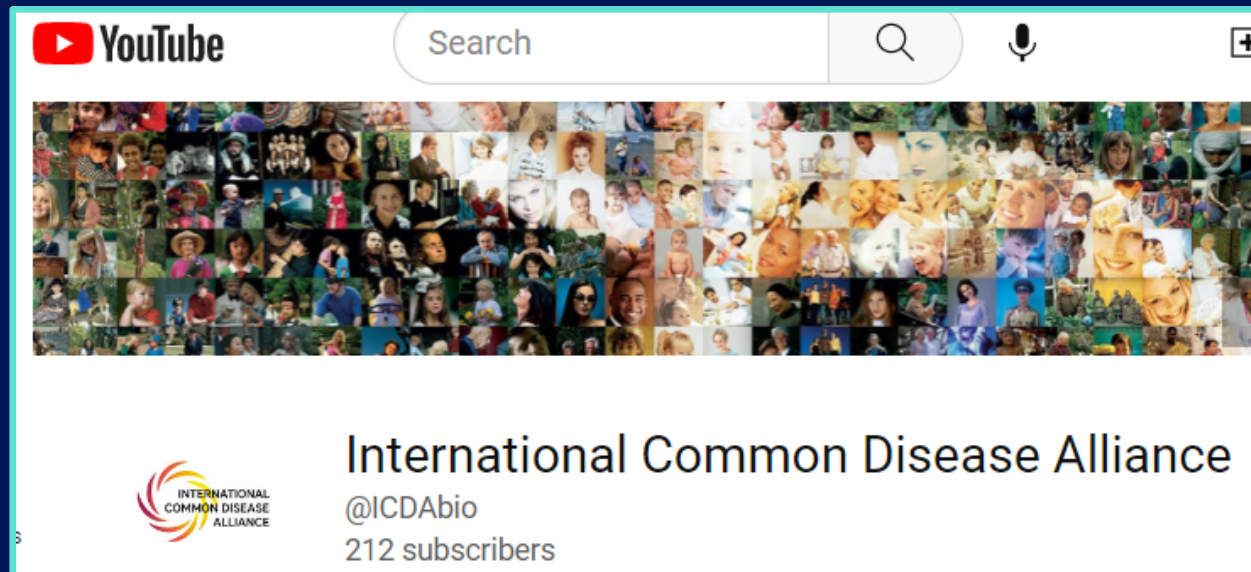 YouTube
Search
International Common Disease Alliance
INTERNATIONAL
COMMON DISEASE
ALLIANCE
@ICDAbio
212 subscribers
s